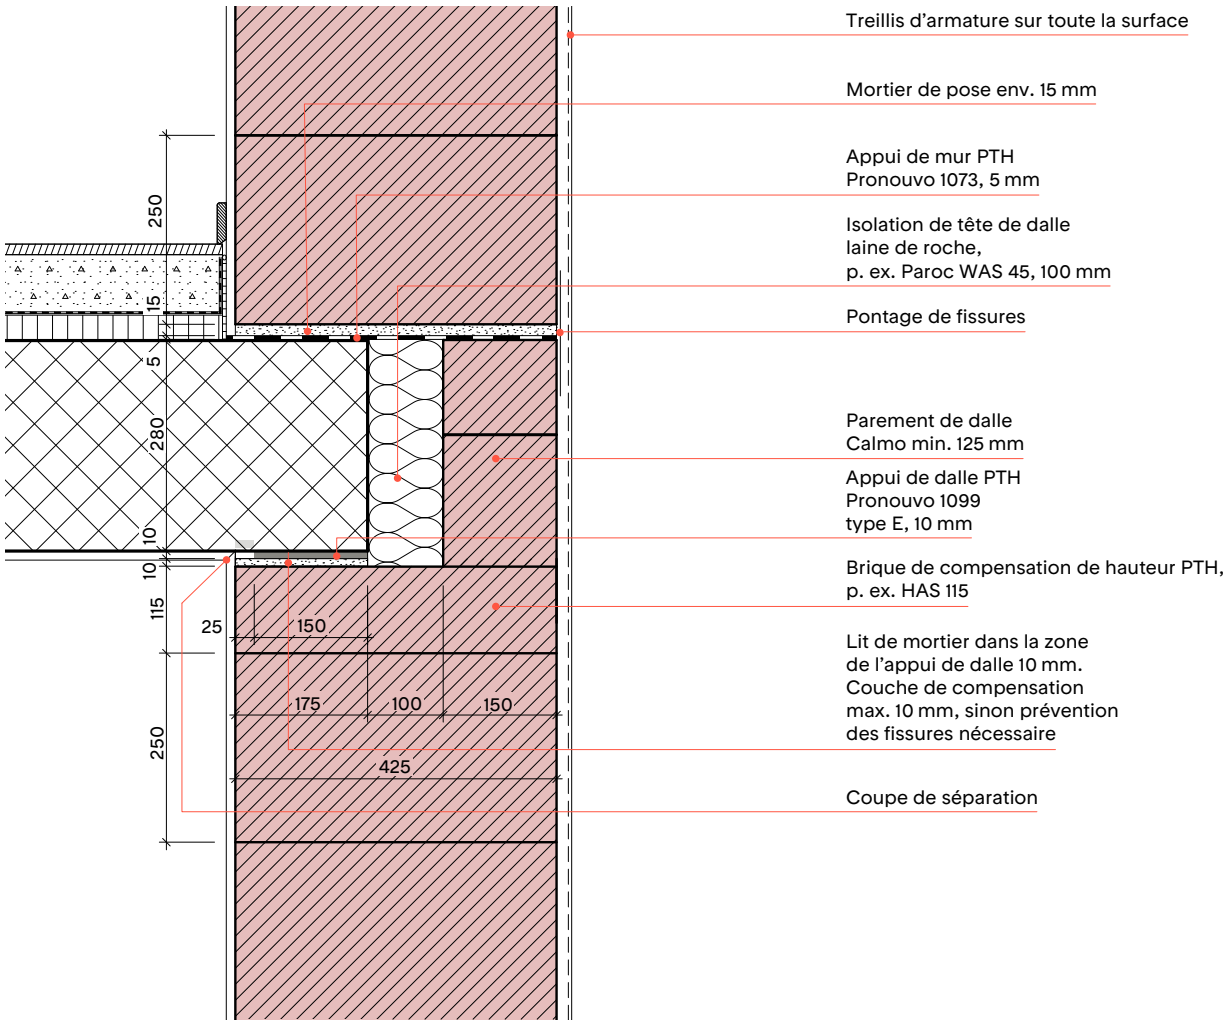 Treillis d’armature sur toute la surface
Mortier de pose env. 15 mm
Appui de mur PTH
Pronouvo 1073, 5 mm
Isolation de tête de dalle
laine de roche,
p. ex. Paroc WAS 45, 100 mm
Pontage de fissures
Parement de dalle
Calmo min. 125 mm
Appui de dalle PTH
Pronouvo 1099
type E, 10 mm
Brique de compensation de hauteur PTH,
p. ex. HAS 115
Lit de mortier dans la zone
de l’appui de dalle 10 mm.
Couche de compensation
max. 10 mm, sinon prévention
des fissures nécessaire
Coupe de séparation
250
15
5
280
10
10
115
250
25
150
175
100
150
425